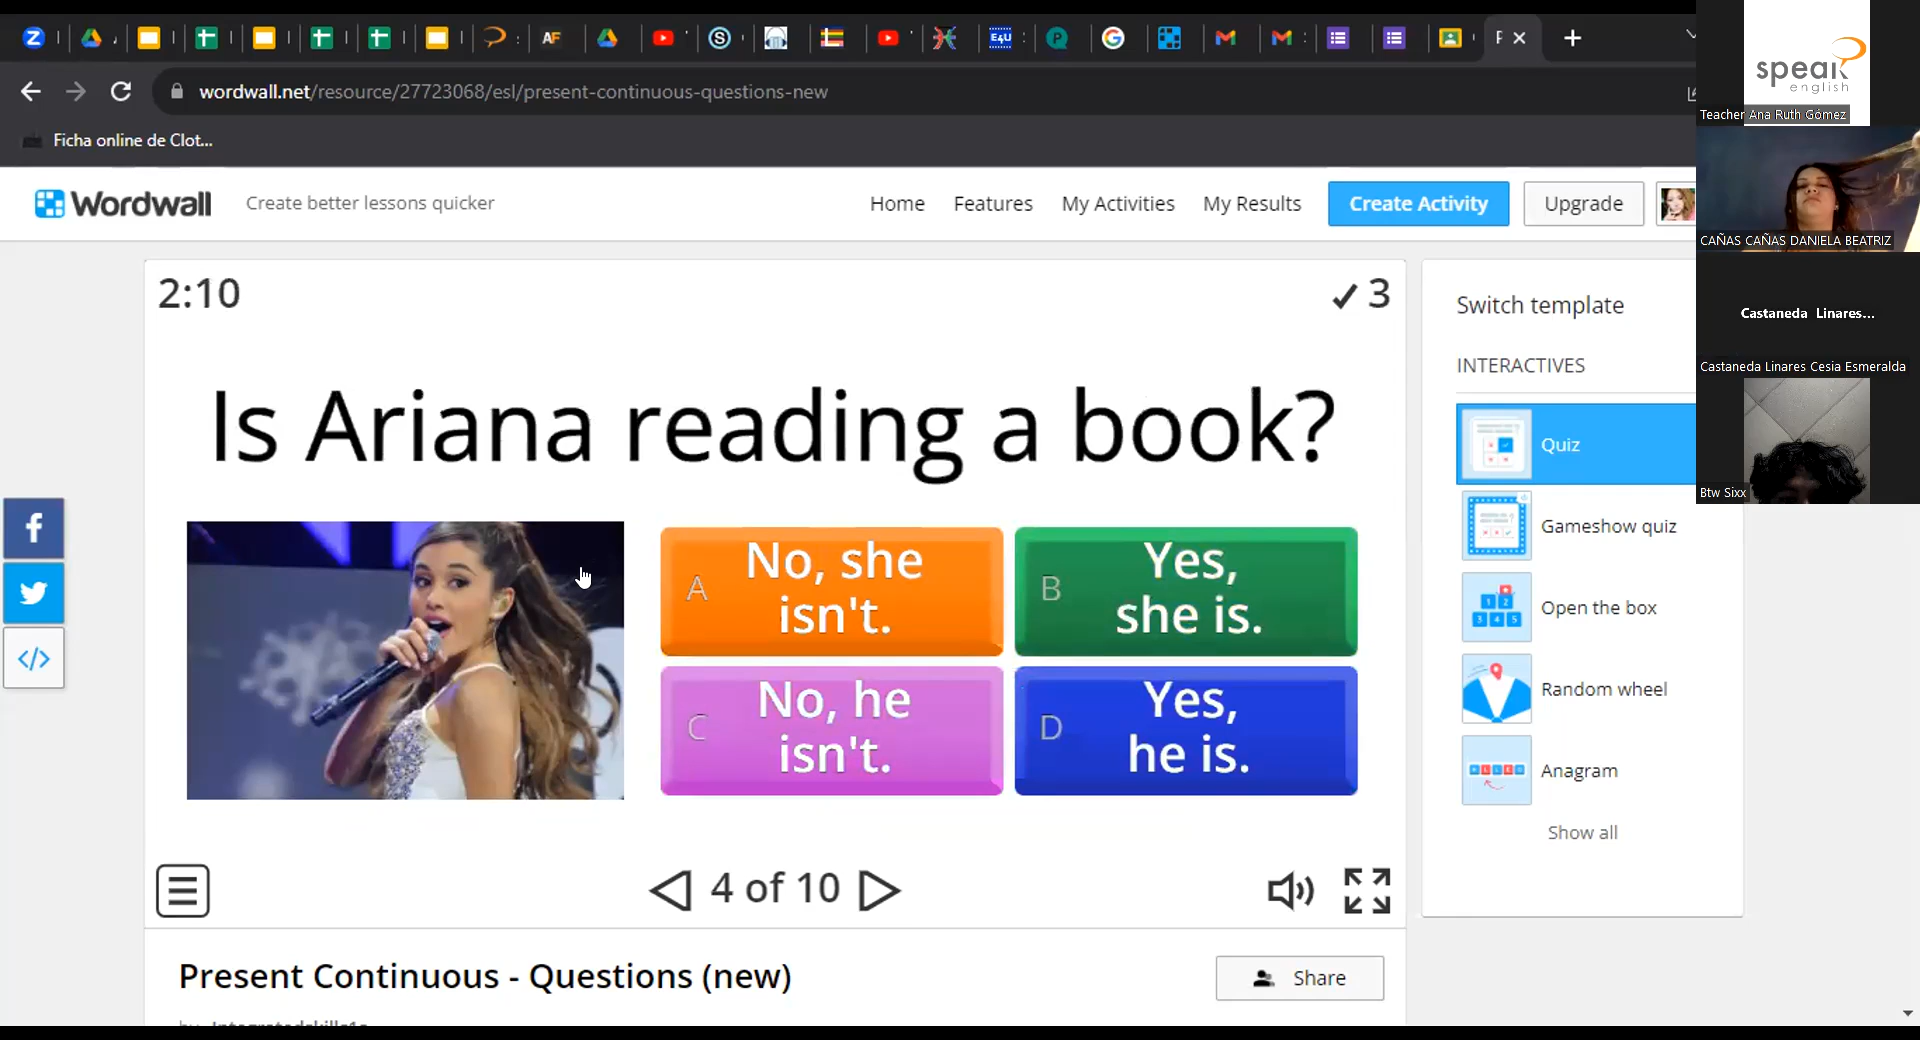 AF
E4U
wordwall.net/resource/27723068/esl/present-continuous-questions-new
Ficha online de Clot...
Wordwall
Create better lessons quicker
Home
Features
My Activities
My Results
Create Activity
Upgrade
speak
english
Teacher Ana Ruth Gómez
CAÑAS CAÑAS DANIELA BEATRIZ
Castaneda Linares...
Castaneda Linares Cesia Esmeralda
Btw Sixx
2:10
✓ 3
Is Ariana reading a book?
A
No, she
isn't.
B
Yes,
she is.
C
No, he
isn't.
D
Yes,
he is.
4 of 10
Switch template
INTERACTIVES
Quiz
Gameshow quiz
Open the box
Random wheel
Anagram
Show all
Present Continuous - Questions (new)
Share